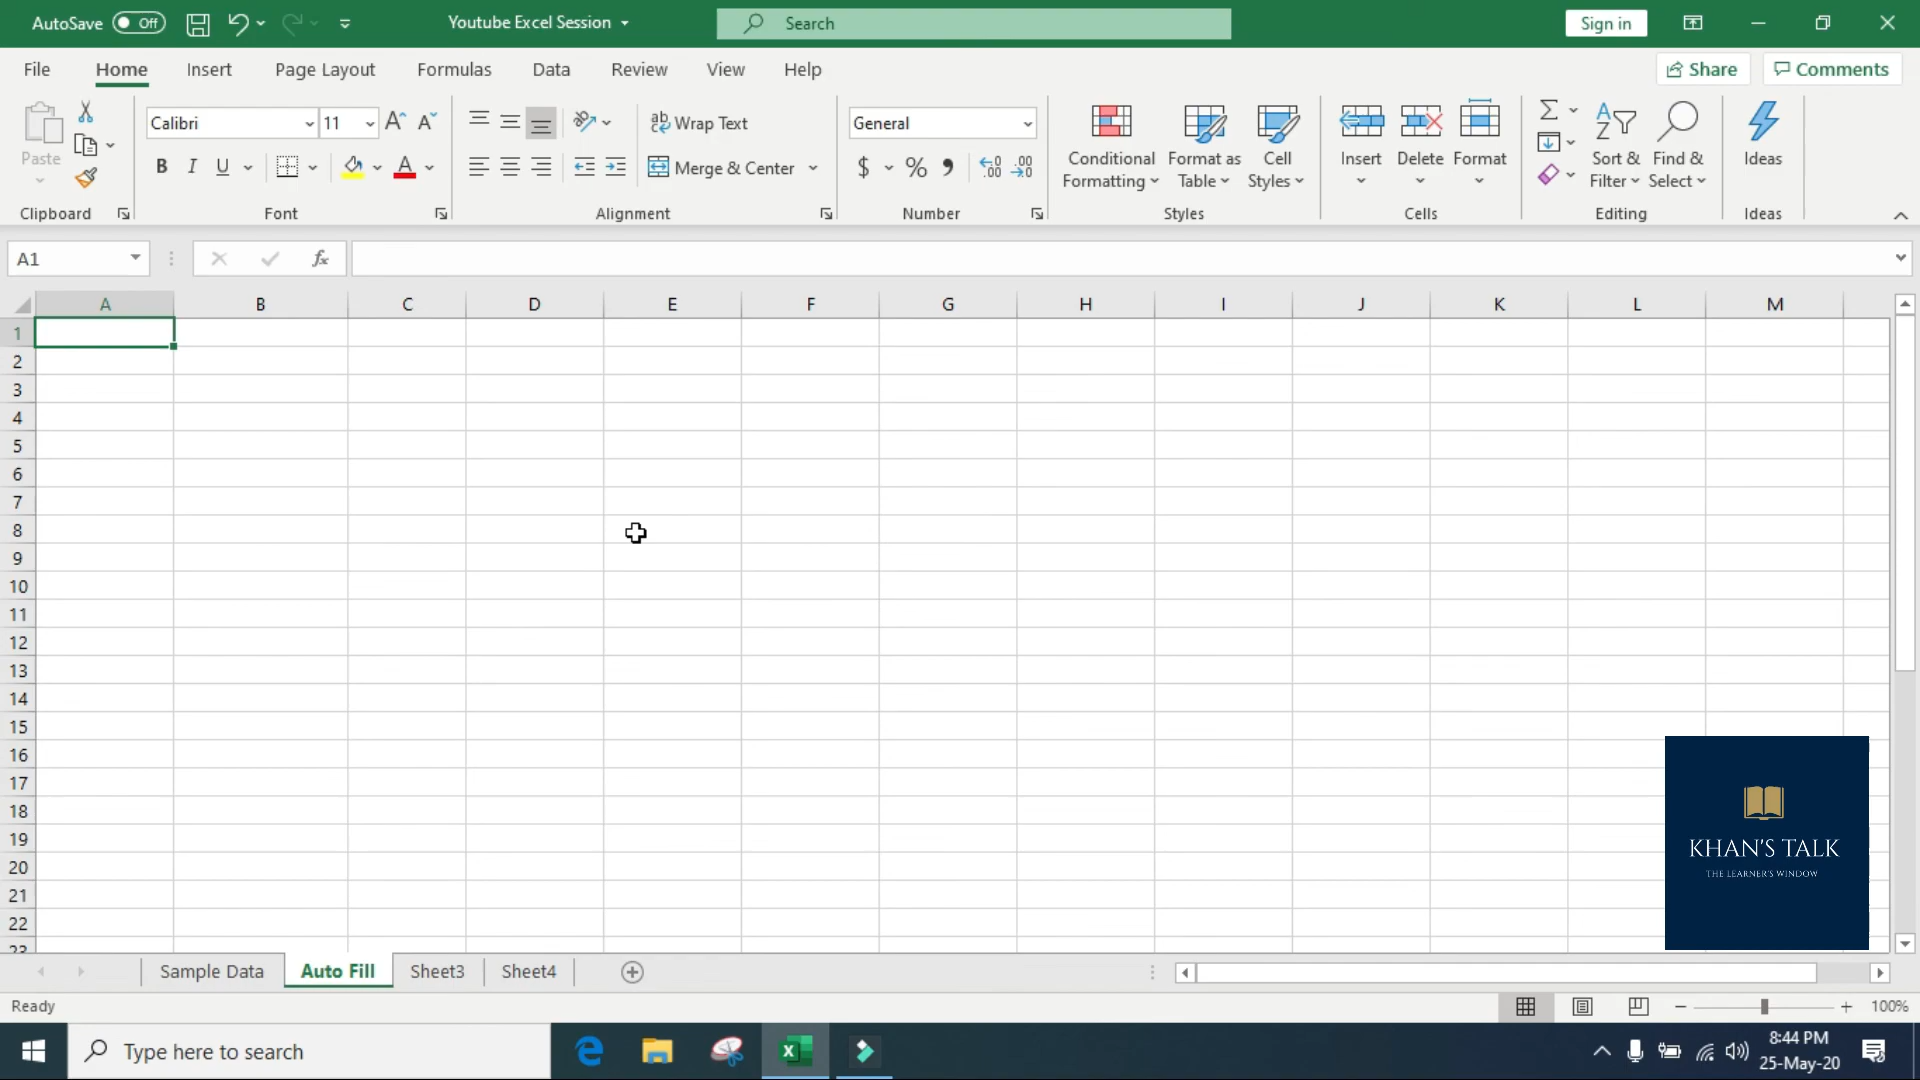 AutoSave Off Youtube Excel Session Search Sign in
File Home Insert Page Layout Formulas Data Review View Help Share Comments
Paste
Clipboard
Calibri 11
B I U A
Font
Wrap Text
Merge & Center
Alignment
General
$ % ,
Number
Conditional Formatting
Format as Table
Cell Styles
Styles
Insert Delete Format
Cells
Sort & Filter
Find & Select
Editing
Ideas
Ideas
A1 fx
A B C D E F G H I J K L M
1
2
3
4
5
6
7
8
9
10
11
12
13
14
15
16
17
18
19
20
21
22
23
KHAN'S TALK
THE LEARNER'S WINDOW
Sample Data Auto Fill Sheet3 Sheet4
Ready 100%
Type here to search
8:44 PM
25-May-20